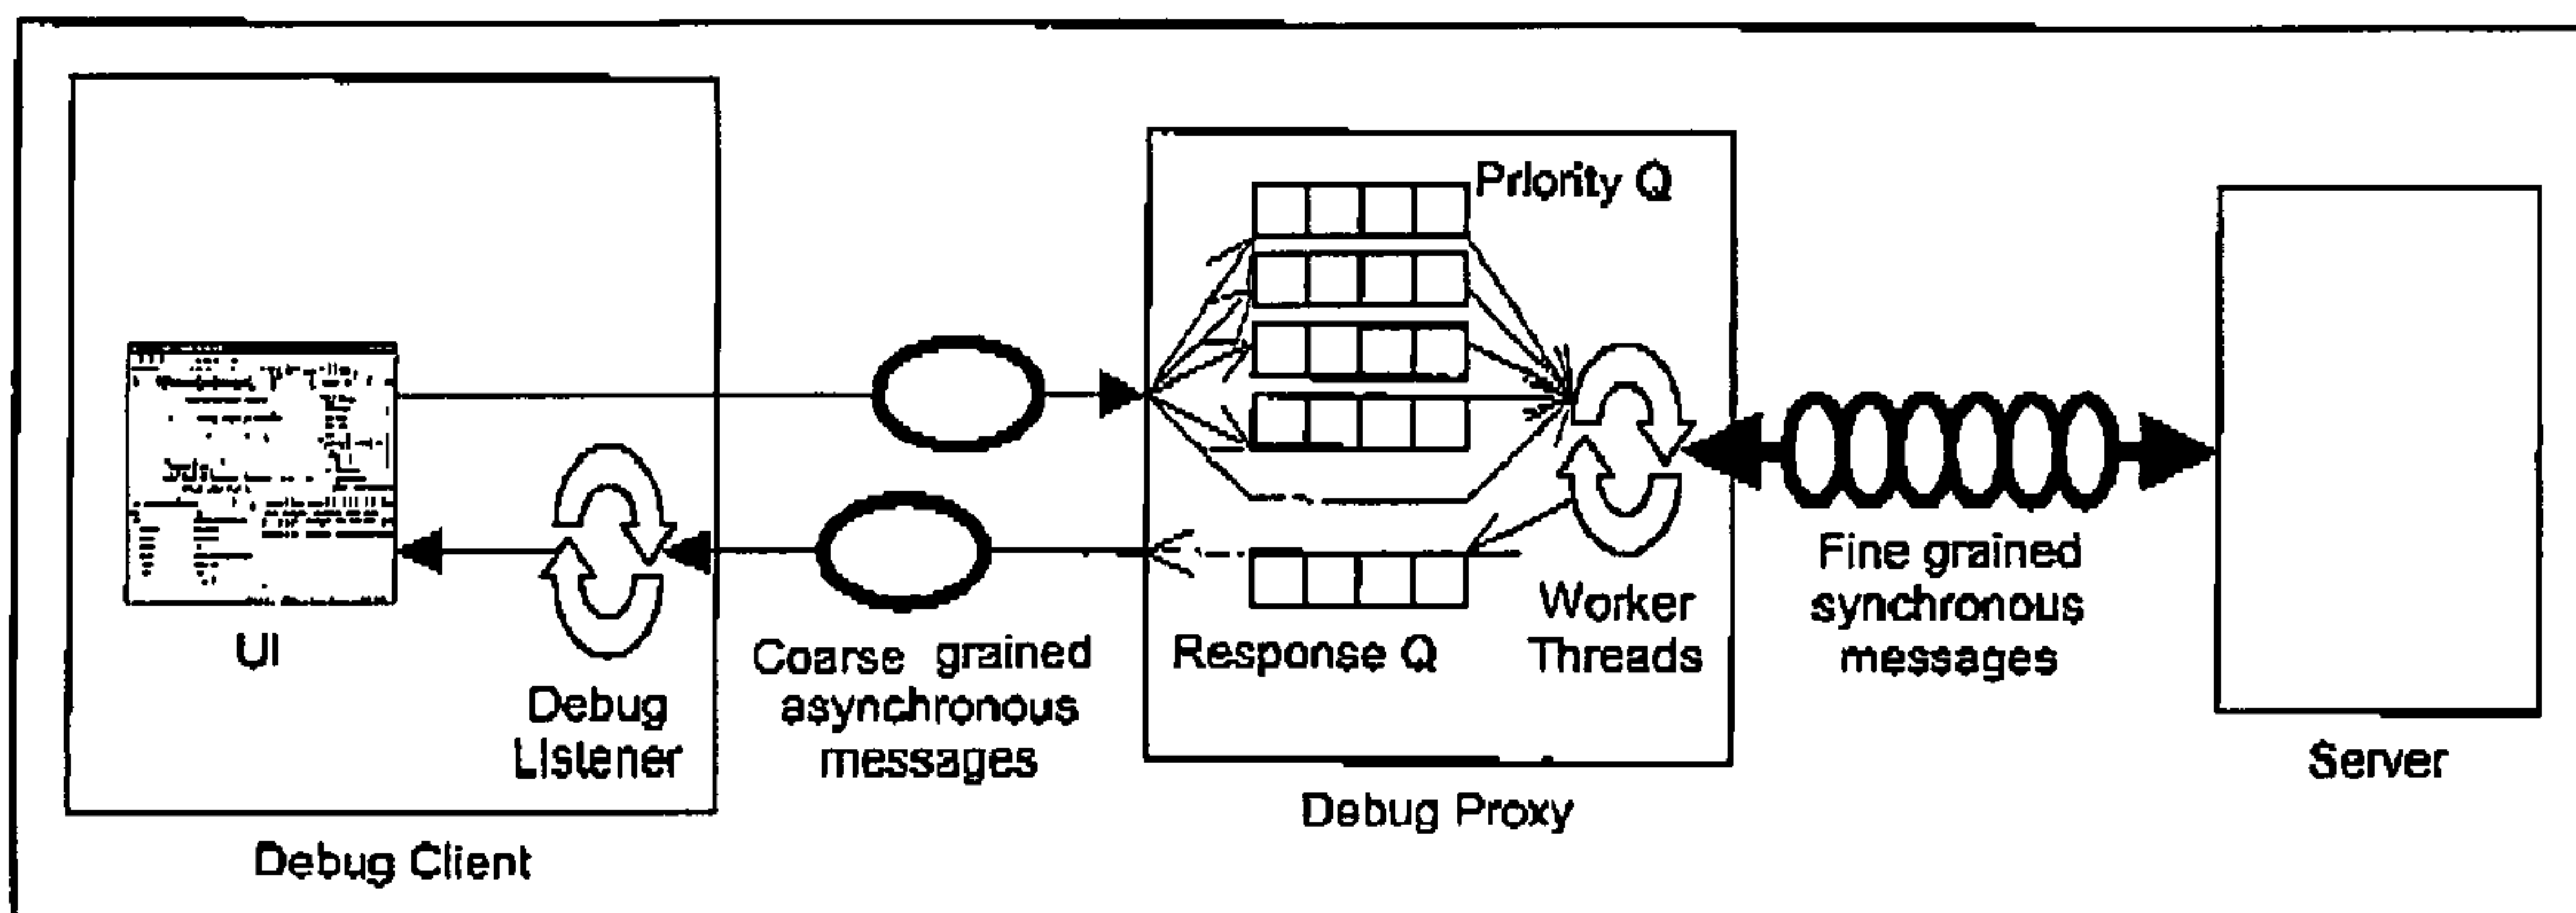 Priority Q
UI
Debug
Listener
Debug Client
Coarse grained
asynchronous
messages
Response Q
Worker
Threads
Debug Proxy
Fine grained
synchronous
messages
Server